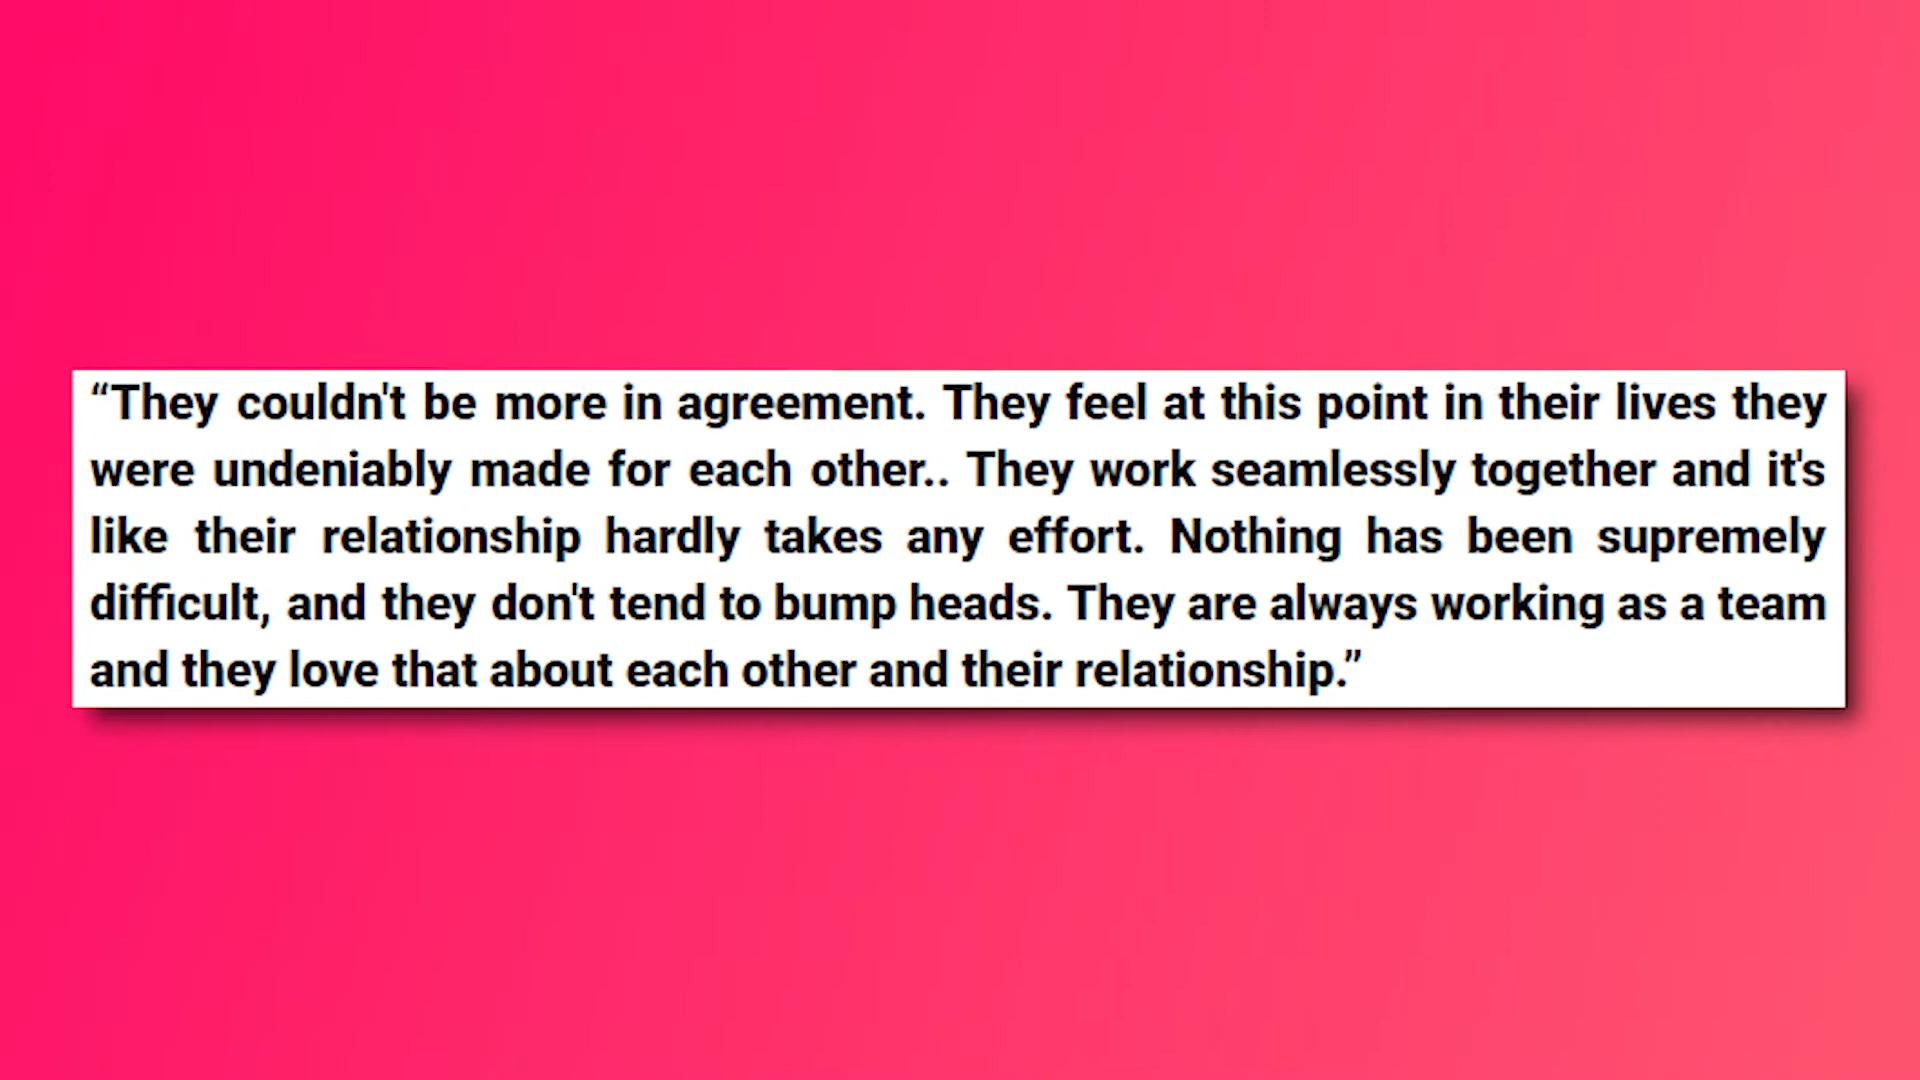 “They couldn't be more in agreement. They feel at this point in their lives they
were undeniably made for each other.. They work seamlessly together and it's
like their relationship hardly takes any effort. Nothing has been supremely
difficult, and they don't tend to bump heads. They are always working as a team
and they love that about each other and their relationship.”